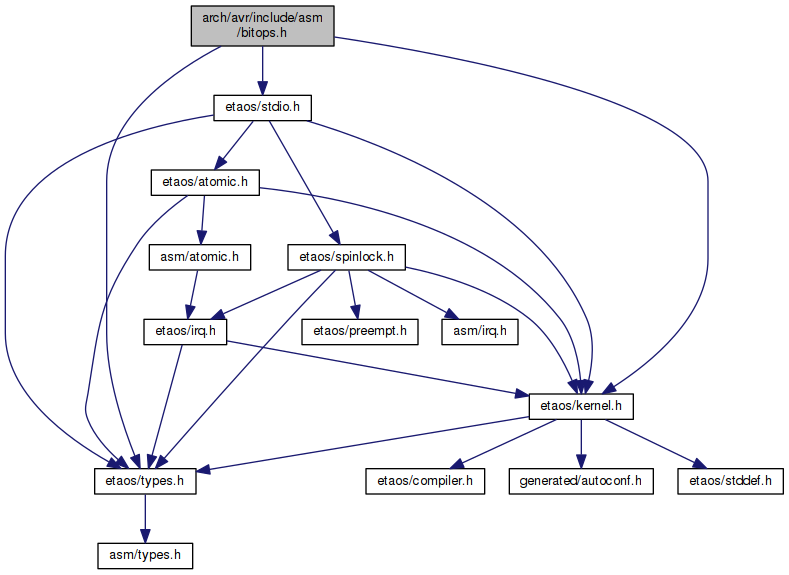 arch/avr/include/asm
/bitops.h
etaos/stdio.h
etaos/atomic.h
asm/atomic.h
etaos/spinlock.h
etaos/irq.h
etaos/preempt.h
asm/irq.h
etaos/kernel.h
etaos/types.h
etaos/compiler.h
generated/autoconf.h
etaos/stddef.h
asm/types.h